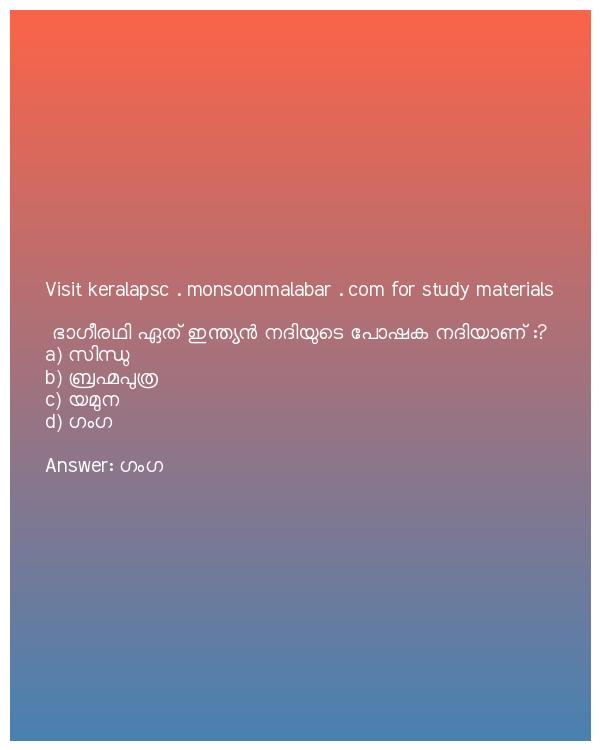 Visit keralapsc . monsoonmalabar . com for study materials
ഭാഗീരഥി ഏത് ഇന്ത്യൻ നദിയുടെ പോഷക നദിയാണ് :?
a) സിന്ധു
b) ബ്രഹ്മപുത്ര
c) യമുന
d) ഗംഗ
Answer: ഗംഗ